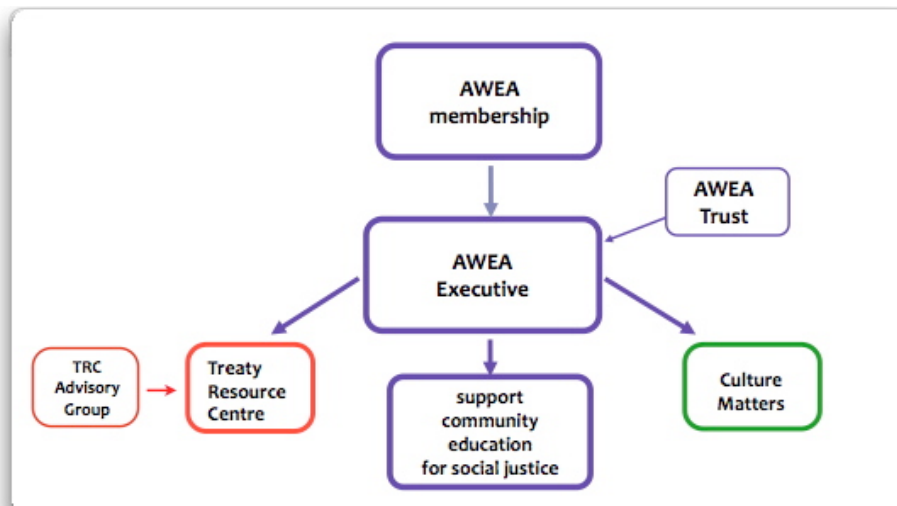 AWEA
membership
AWEA
Trust
AWEA
Executive
TRC
Advisory
Group
Treaty
Resource
Centre
support
community
education
for social justice
Culture
Matters